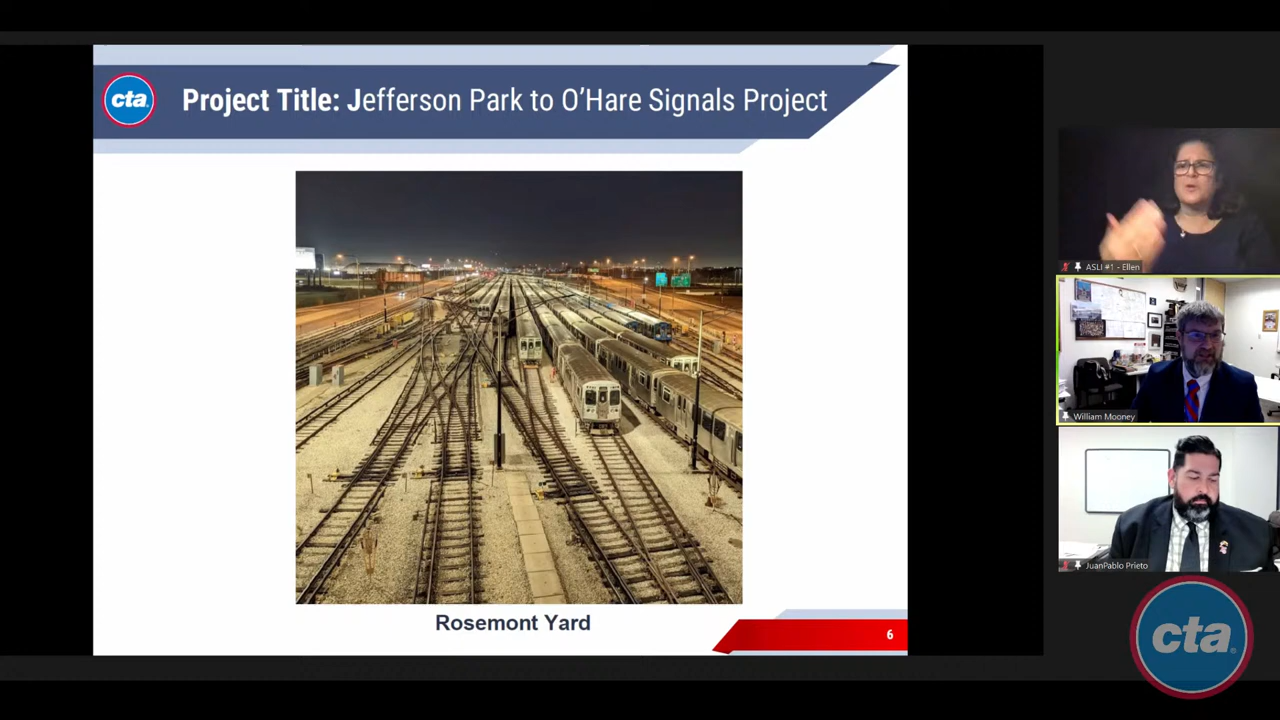 cta
Project Title: Jefferson Park to O'Hare Signals Project
Rosemont Yard
6
ASLI #1 - Ellen
William Mooney
JuanPablo Prieto
cta